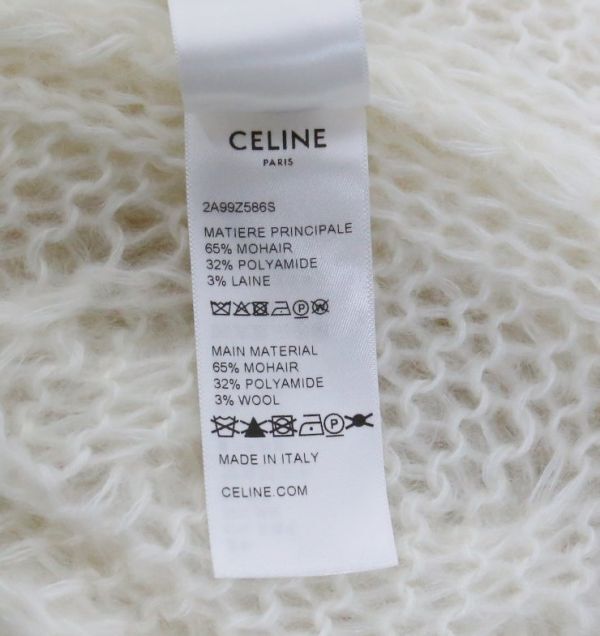 CELINE
PARIS
2A99Z586S
MATIERE PRINCIPALE
65% MOHAIR
32% POLYAMIDE
3% LAINE
MAIN MATERIAL
65% MOHAIR
32% POLYAMIDE
3% WOOL
MADE IN ITALY
CELINE.COM